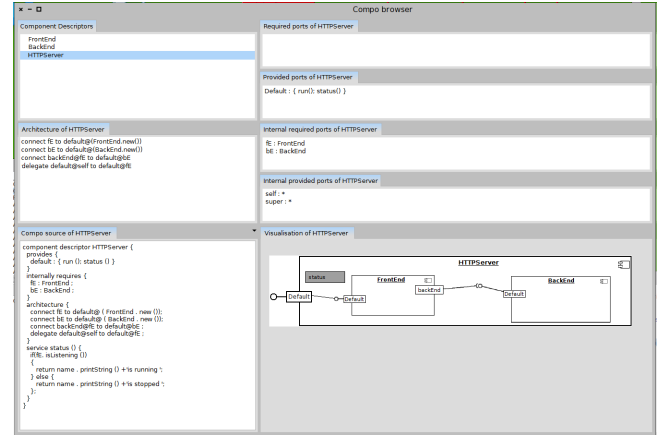 Compo browser
Component Descriptors
FrontEnd
BackEnd
HTTPServer
Required ports of HTTPServer
Provided ports of HTTPServer
Default : { run(); status() }
Architecture of HTTPServer
connect fE to default@(FrontEnd.new())
connect bE to default@(BackEnd.new())
connect backEnd@fE to default@bE
delegate default@self to default@fE
Internal required ports of HTTPServer
fE : FrontEnd
bE : BackEnd
Internal provided ports of HTTPServer
self : *
super : *
Compo source of HTTPServer
component descriptor HTTPServer {
provides {
default : { run (); status () }
}
internally requires {
fE : FrontEnd ;
bE : BackEnd ;
}
architecture {
connect fE to default@ ( FrontEnd . new ());
connect bE to default@ ( BackEnd . new ());
connect backEnd@fE to default@bE ;
delegate default@self to default@fE ;
}
service status () {
if(fE. isListening ())
{
return name . printString () +'is running ';
} else {
return name . printString () +'is stopped ';
};
}
}
Visualisation of HTTPServer
HTTPServer
status
FrontEnd
BackEnd
backEnd
Default
Default
Default